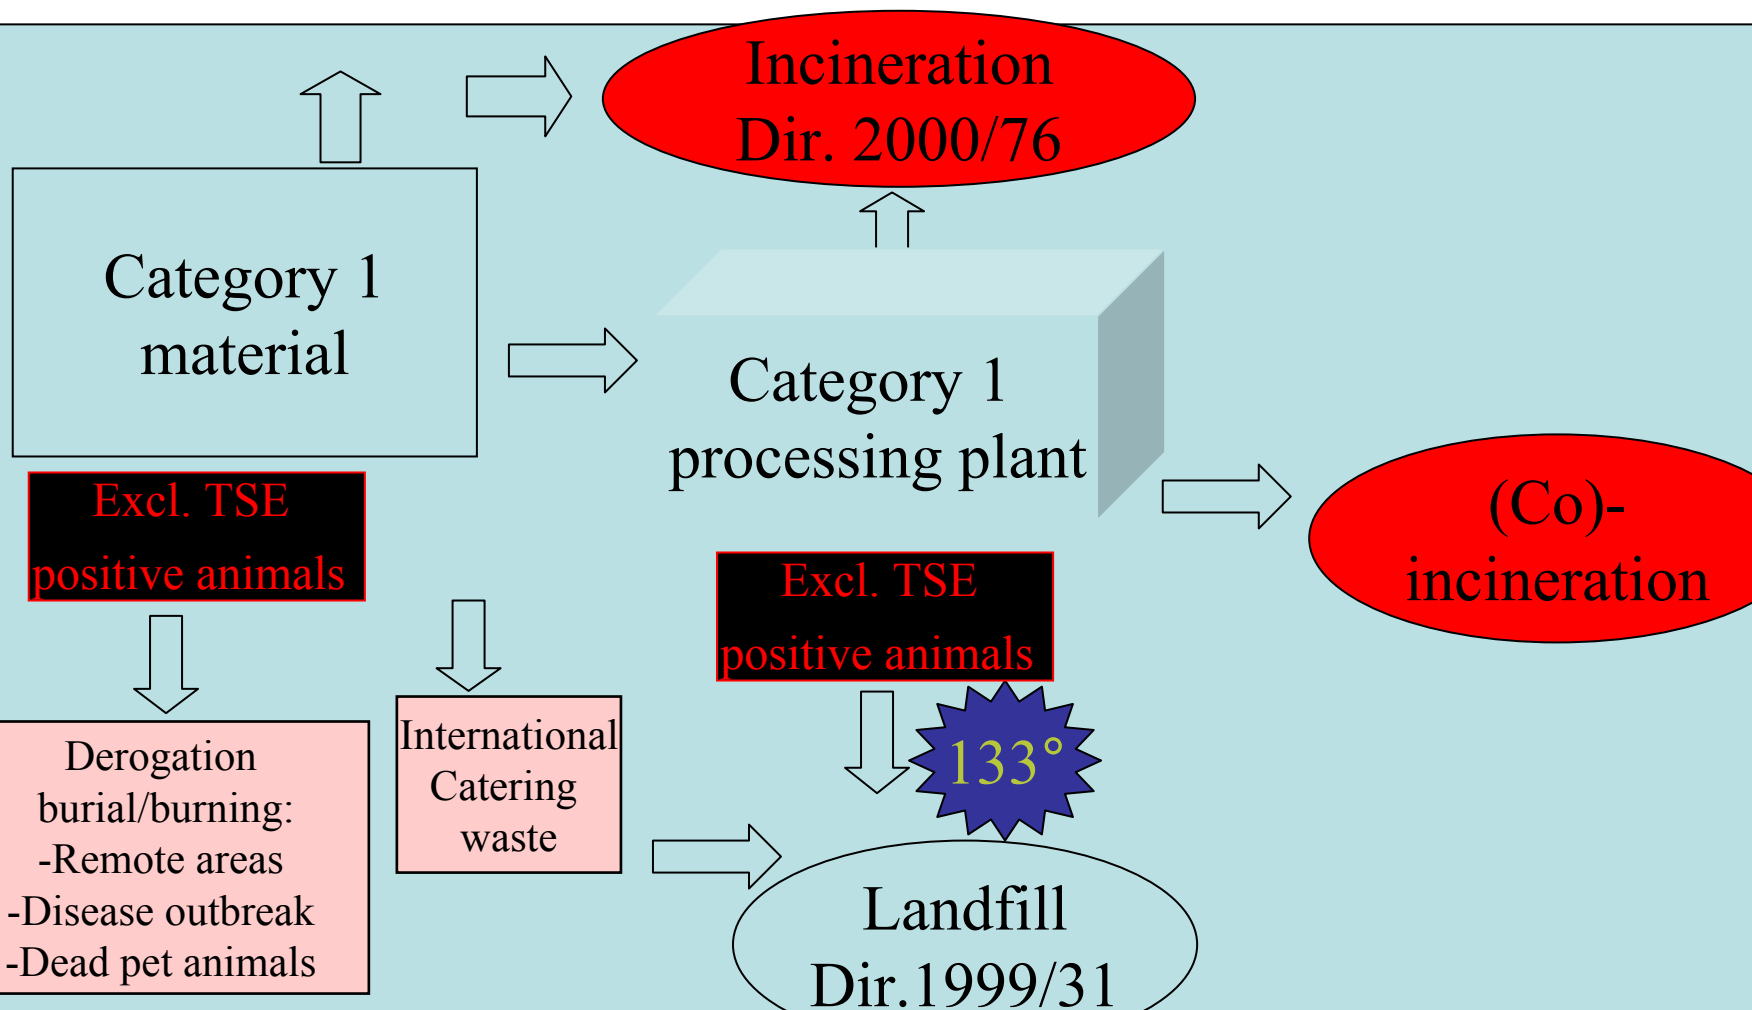 Incineration
Dir. 2000/76
Category 1
material
Category 1
processing plant
Excl. TSE
positive animals
(Co)-
incineration
Excl. TSE
positive animals
Derogation
burial/burning:
-Remote areas
-Disease outbreak
-Dead pet animals
International
Catering
waste
133°
Landfill
Dir.1999/31